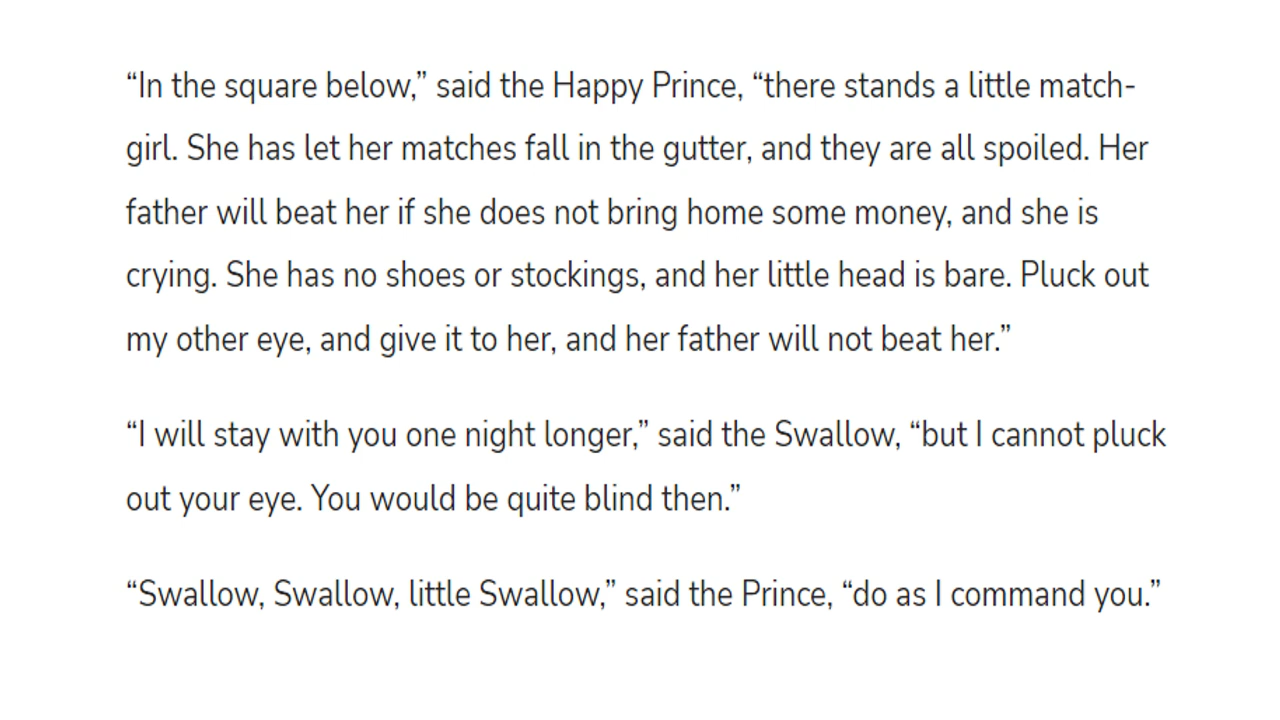 “In the square below,” said the Happy Prince, “there stands a little match-
girl. She has let her matches fall in the gutter, and they are all spoiled. Her
father will beat her if she does not bring home some money, and she is
crying. She has no shoes or stockings, and her little head is bare. Pluck out
my other eye, and give it to her, and her father will not beat her.”
“I will stay with you one night longer,” said the Swallow, “but I cannot pluck
out your eye. You would be quite blind then.”
“Swallow, Swallow, little Swallow,” said the Prince, “do as I command you.”